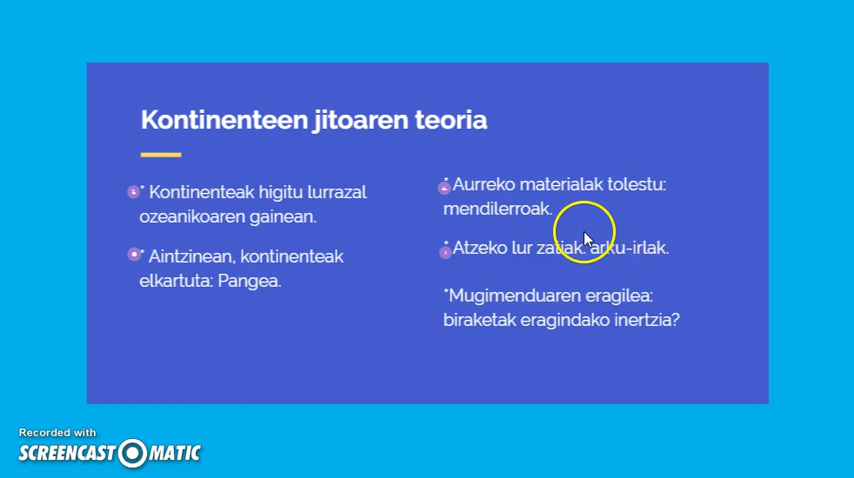 Kontinenteen jitoaren teoria
* Kontinenteak higitu lurrazal
ozeanikoaren gainean.
* Aintzinean, kontinenteak
elkartuta: Pangea.
*Aurreko materialak tolestu:
mendilerroak.
*Atzeko lur zatiak: arku-irlak.
*Mugimenduaren eragilea:
biraketak eragindako inertzia?
Recorded with
SCREENCAST-O-MATIC